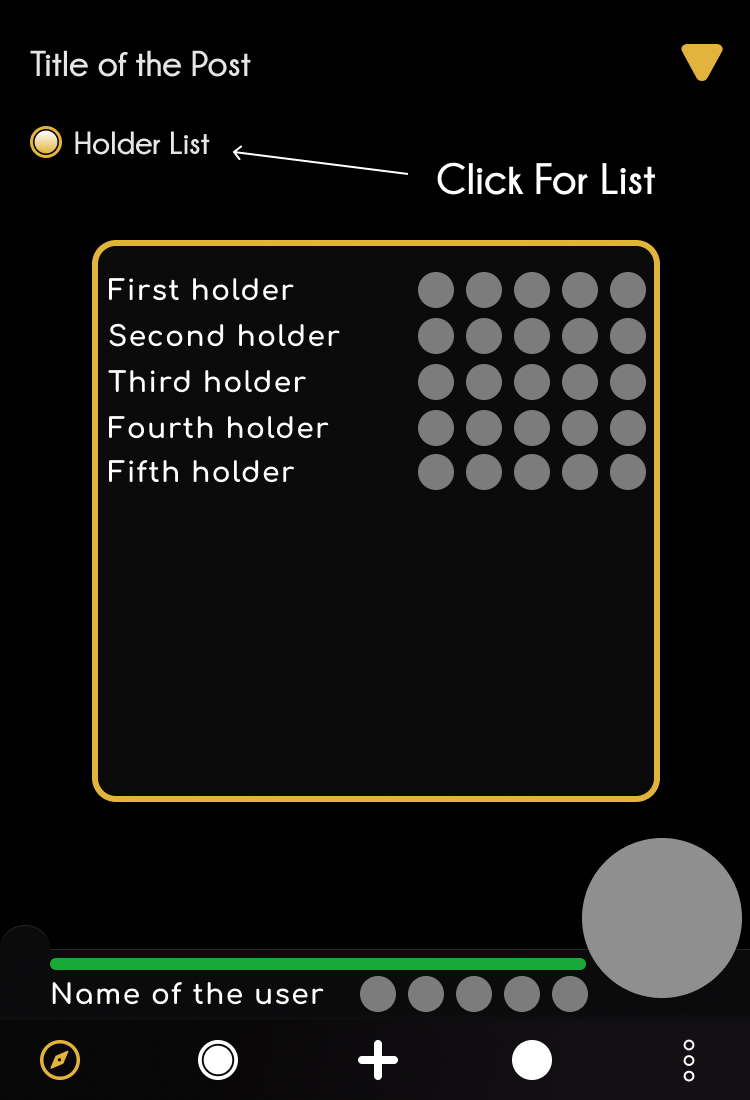 Title of the Post
Holder List
Click For List
First holder
Second holder
Third holder
Fourth holder
Fifth holder
Name of the user